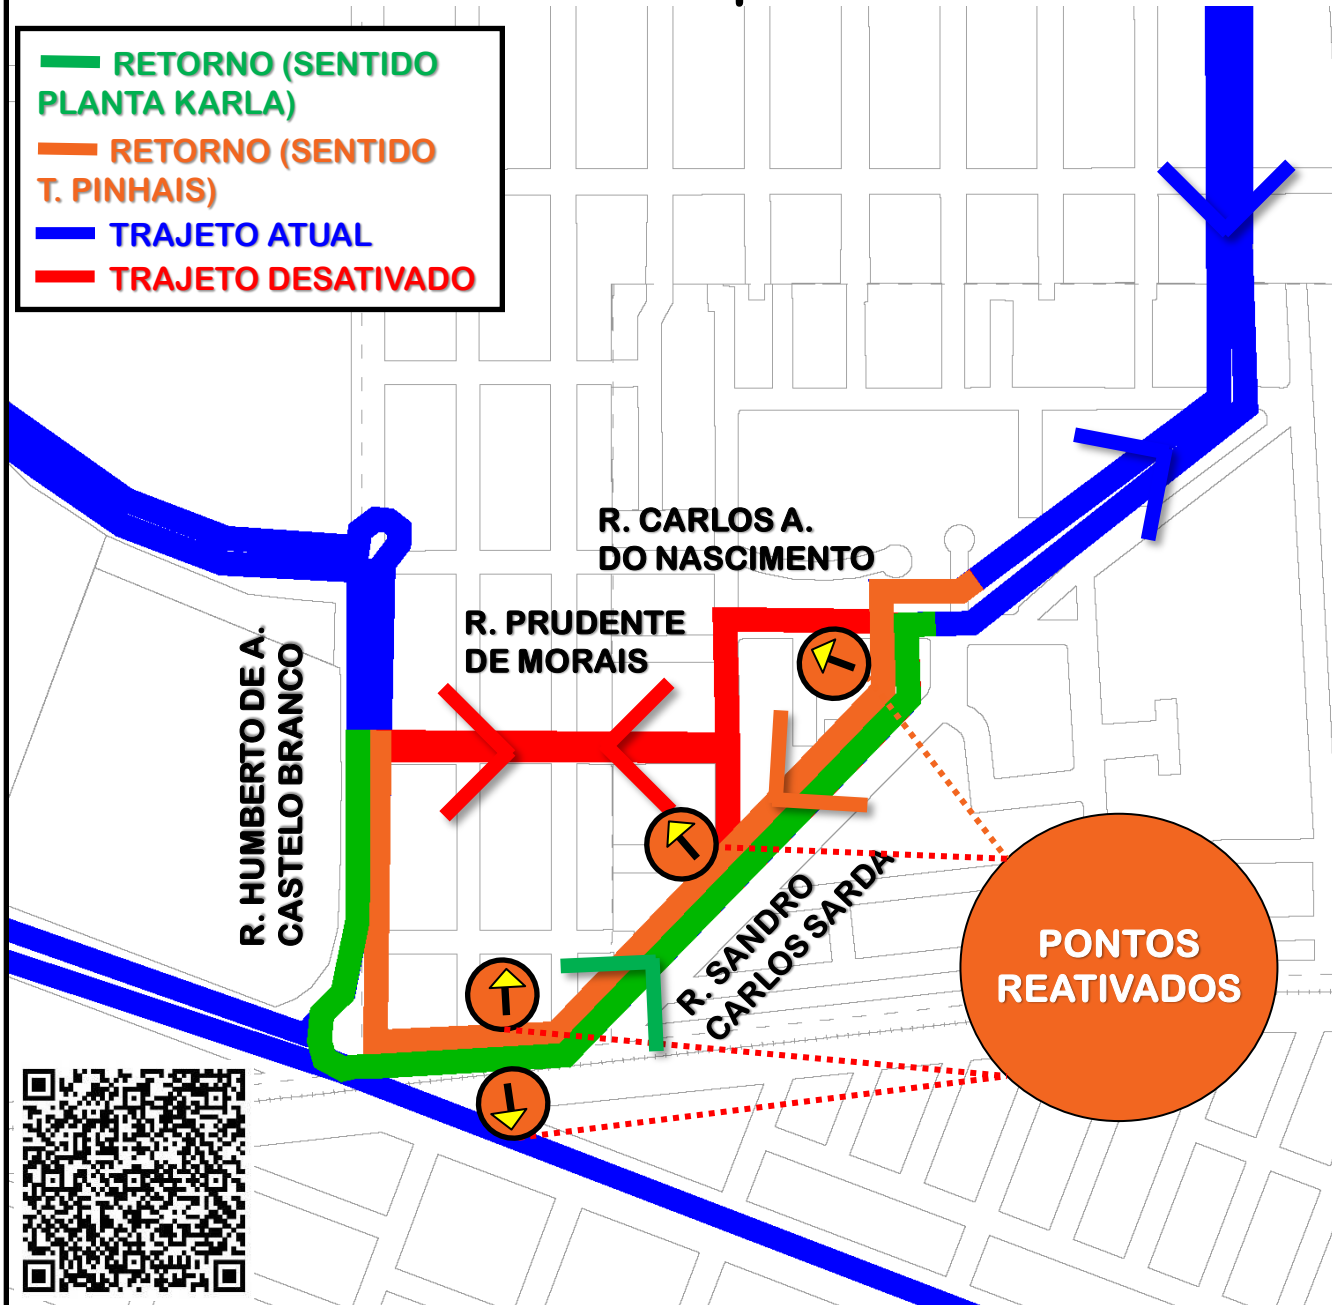 RETORNO (SENTIDO
PLANTA KARLA)
RETORNO (SENTIDO
T. PINHAIS)
TRAJETO ATUAL
TRAJETO DESATIVADO
R. CARLOS A.
DO NASCIMENTO
R. PRUDENTE
DE MORAIS
R. HUMBERTO DE A.
CASTELO BRANCO
R. SANDRO
CARLOS SARDA
PONTOS
REATIVADOS